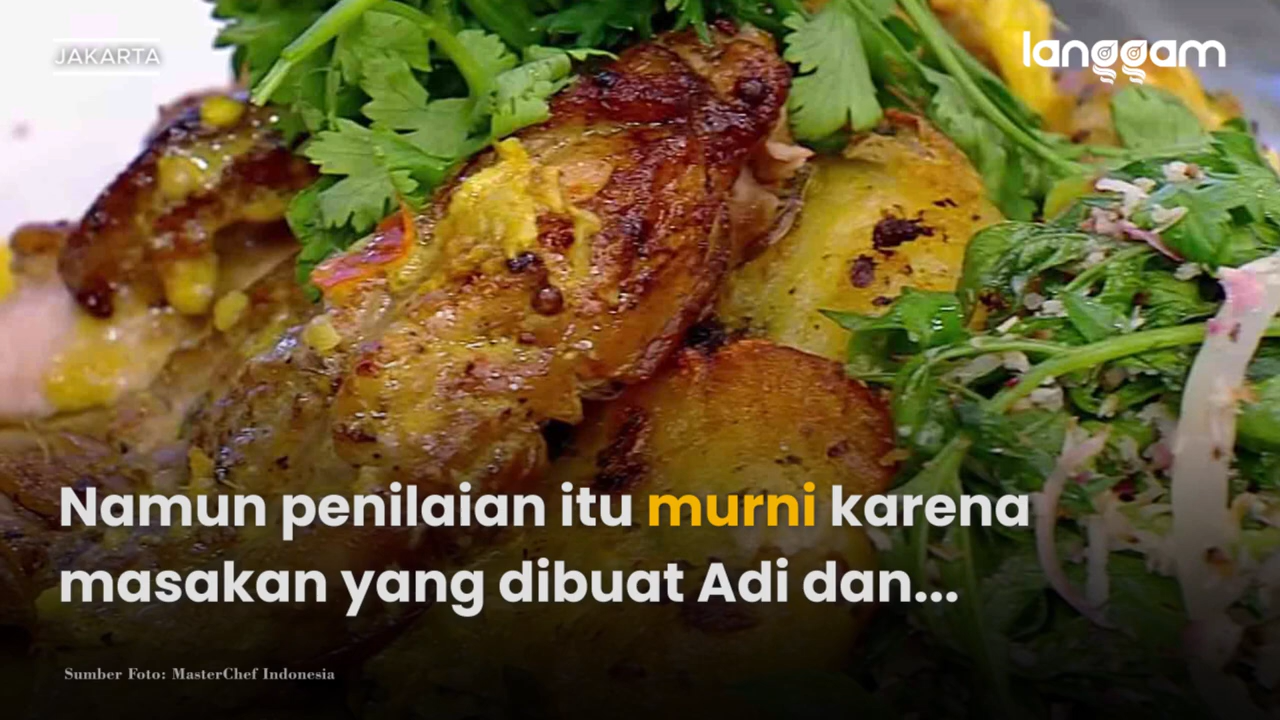 JAKARTA
langgam
Namun penilaian itu murni karena
masakan yang dibuat Adi dan...
Sumber Foto: MasterChef Indonesia